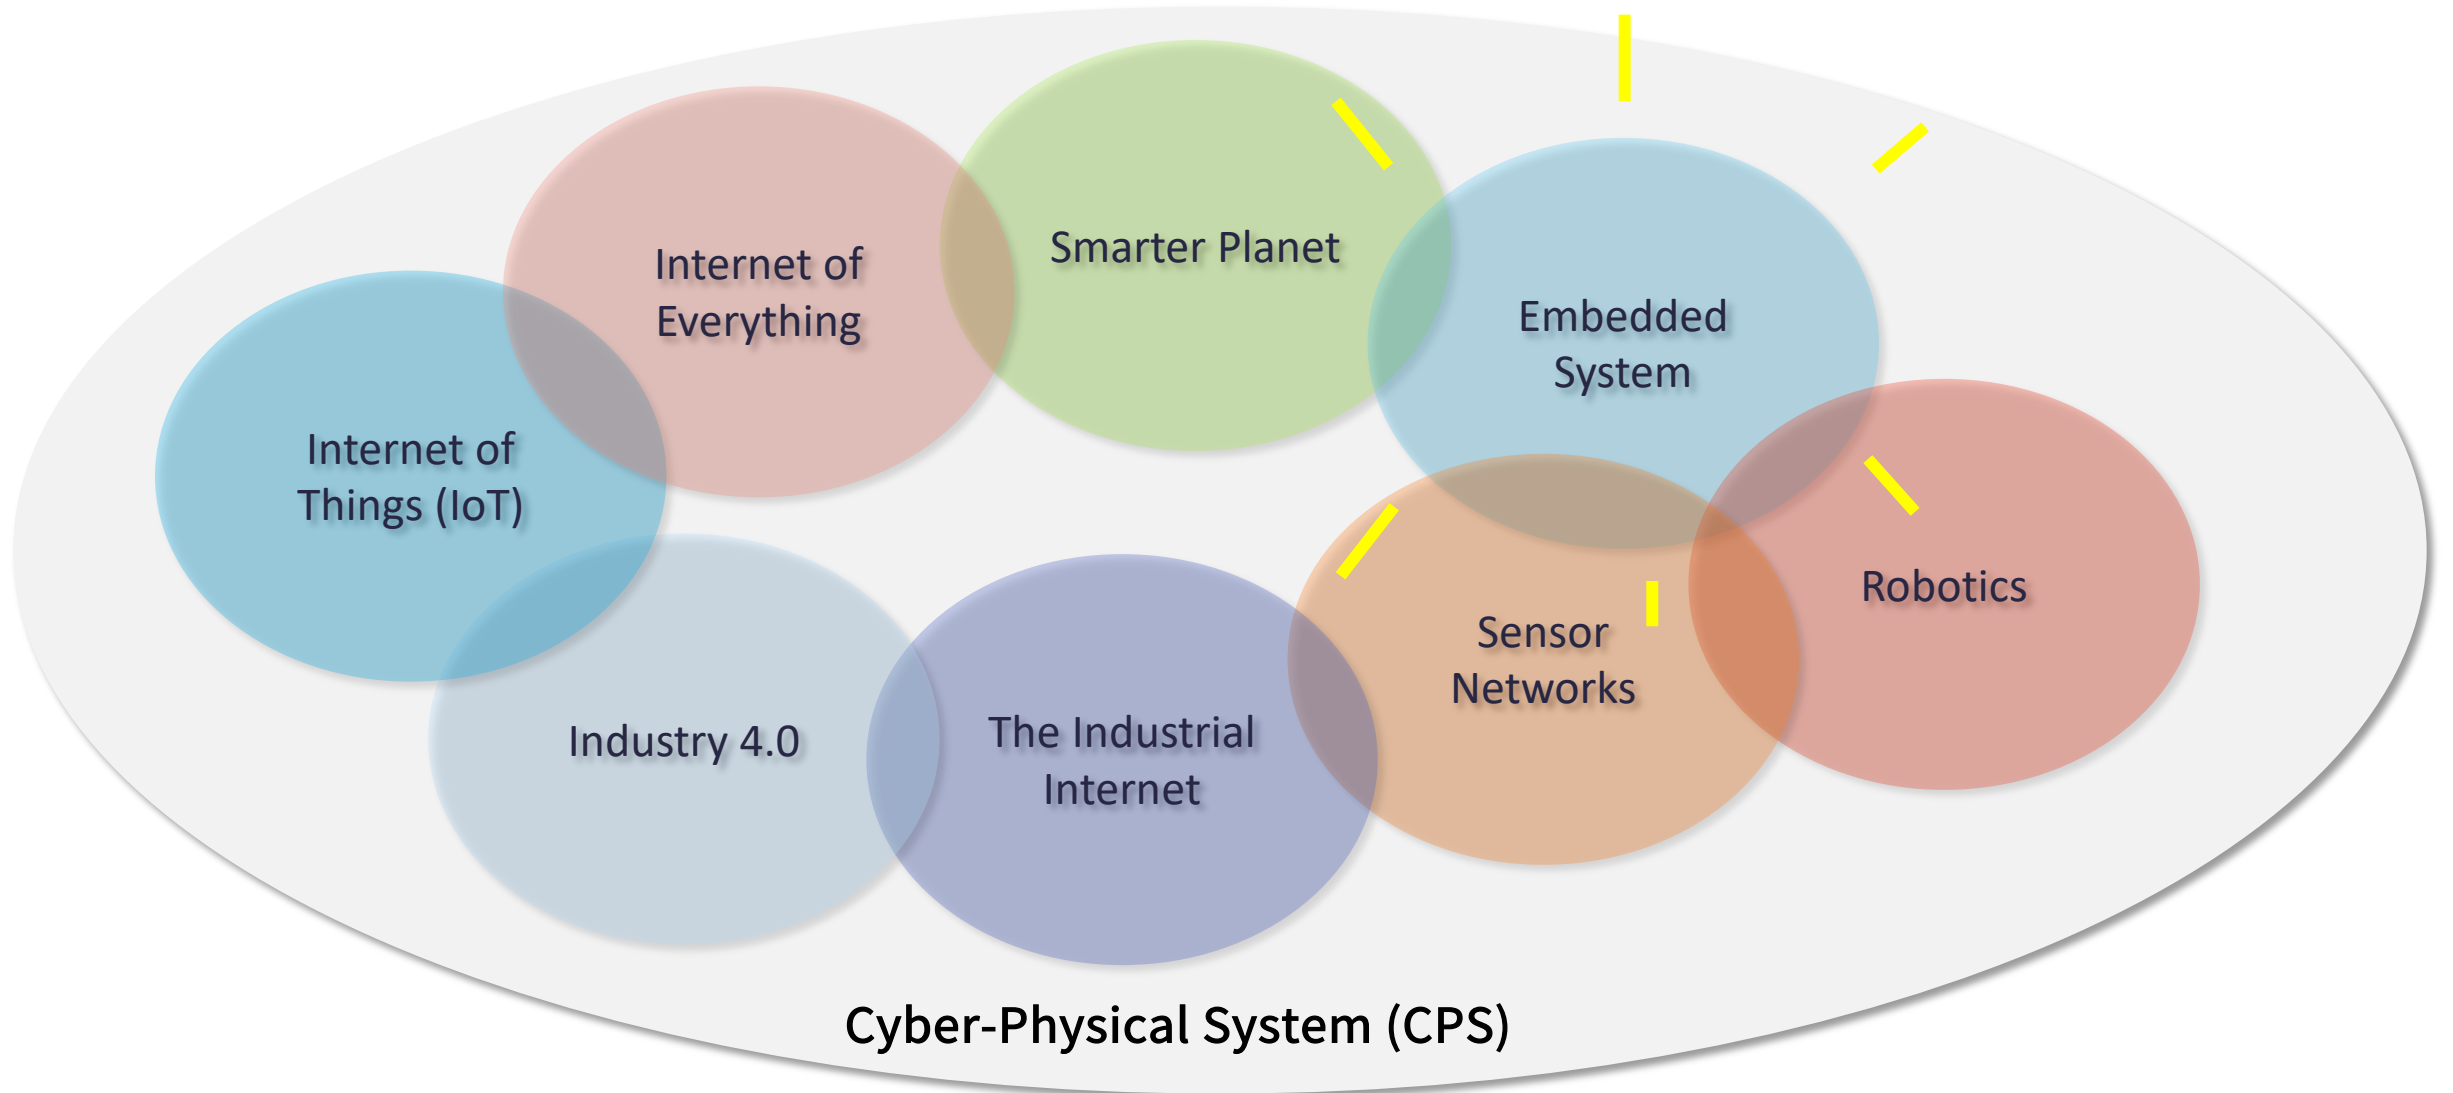 Smarter Planet
Internet of
Everything
Embedded
System
Internet of
Things (IoT)
Robotics
Sensor
Networks
Industry 4.0
The Industrial
Internet
Cyber-Physical System (CPS)